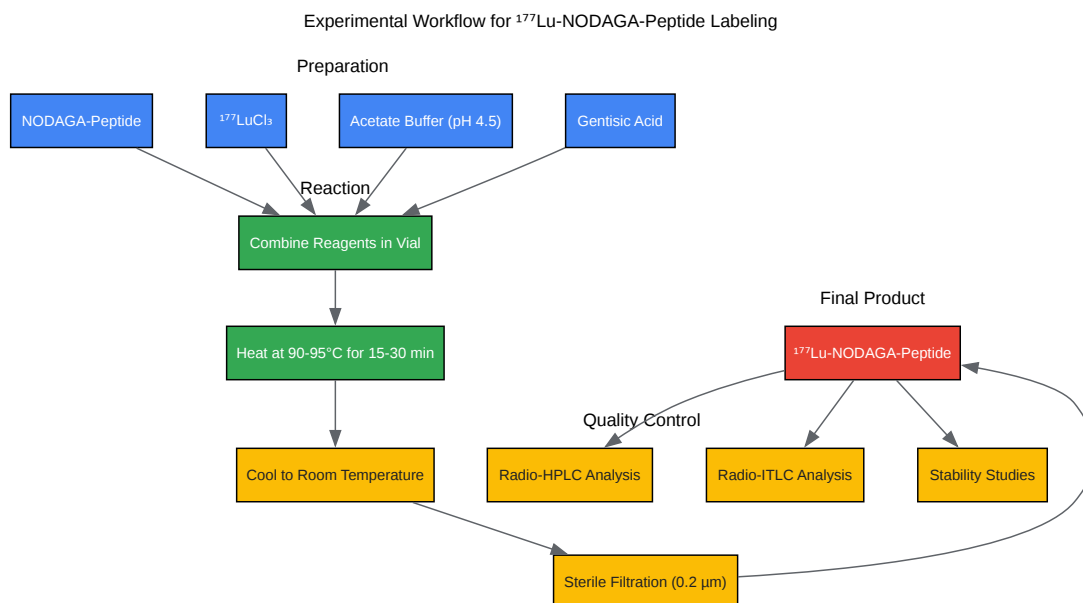 Experimental Workflow for ¹⁷⁷Lu-NODAGA-Peptide Labeling
Preparation
NODAGA-Peptide
¹⁷⁷LuCl₃
Acetate Buffer (pH 4.5)
Gentisic Acid
Reaction
Combine Reagents in Vial
Heat at 90-95°C for 15-30 min
Final Product
¹⁷⁷Lu-NODAGA-Peptide
Quality Control
Cool to Room Temperature
Radio-HPLC Analysis
Radio-ITLC Analysis
Stability Studies
Sterile Filtration (0.2 µm)